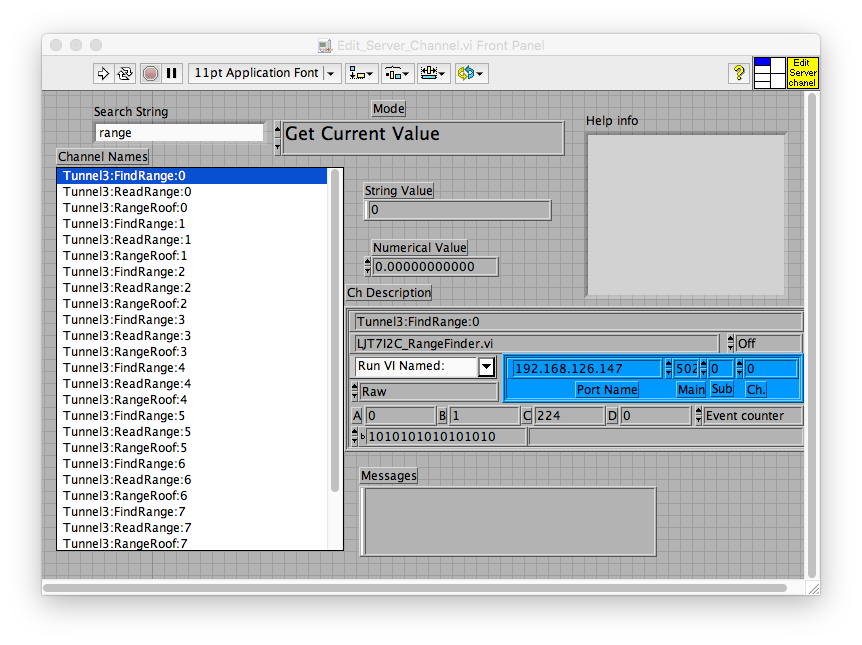 Edit_Server_Channel.vi Front Panel
11pt Application Font
?
Edit
Server
chanel
Search String
range
Mode
Get Current Value
Help info
Channel Names
Tunnel3:FindRange:0
Tunnel3:ReadRange:0
Tunnel3:RangeRoof:0
Tunnel3:FindRange:1
Tunnel3:ReadRange:1
Tunnel3:RangeRoof:1
Tunnel3:FindRange:2
Tunnel3:ReadRange:2
Tunnel3:RangeRoof:2
Tunnel3:FindRange:3
Tunnel3:ReadRange:3
Tunnel3:RangeRoof:3
Tunnel3:FindRange:4
Tunnel3:ReadRange:4
Tunnel3:RangeRoof:4
Tunnel3:FindRange:5
Tunnel3:ReadRange:5
Tunnel3:RangeRoof:5
Tunnel3:FindRange:6
Tunnel3:ReadRange:6
Tunnel3:RangeRoof:6
Tunnel3:FindRange:7
Tunnel3:ReadRange:7
Tunnel3:RangeRoof:7
String Value
0
Numerical Value
0.00000000000
Ch Description
Tunnel3:FindRange:0
LJT7I2C_RangeFinder.vi Off
Run VI Named: 192.168.126.147 502 0 0
Raw Port Name Main Sub Ch.
A 0 B 1 C 224 D 0 Event counter
b 1010101010101010
Messages